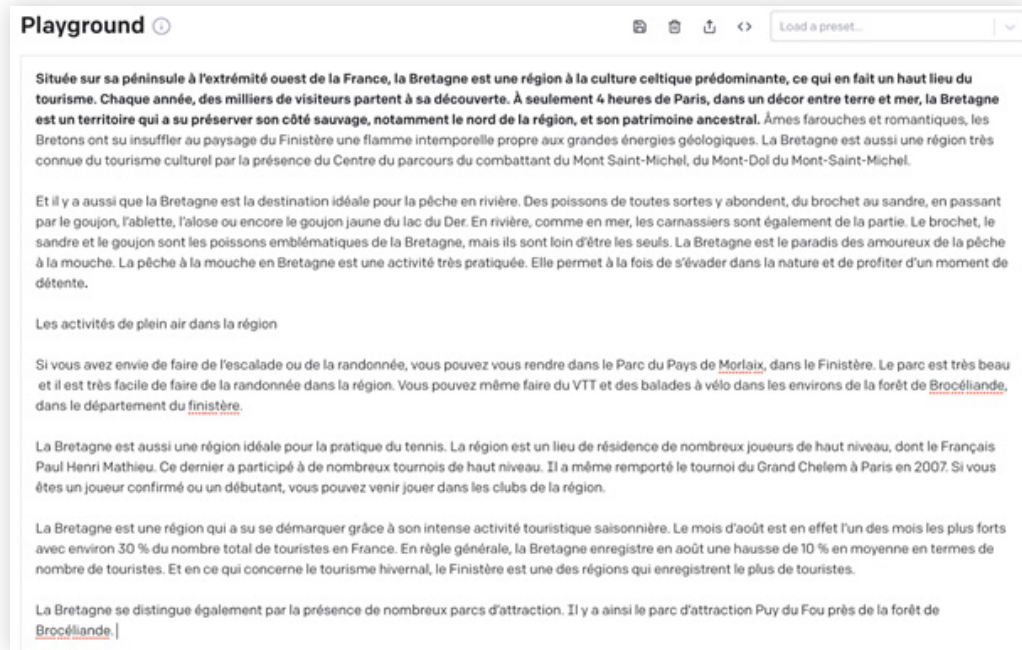 Playground
Load a preset...
Située sur sa péninsule à l'extrémité ouest de la France, la Bretagne est une région à la culture celtique prédominante, ce qui en fait un haut lieu du
tourisme. Chaque année, des milliers de visiteurs partent à sa découverte. À seulement 4 heures de Paris, dans un décor entre terre et mer, la Bretagne
est un territoire qui a su préserver son côté sauvage, notamment le nord de la région, et son patrimoine ancestral. Âmes farouches et romantiques, les
Bretons ont su insuffler au paysage du Finistère une flamme intemporelle propre aux grandes énergies géologiques. La Bretagne est aussi une région très
connue du tourisme culturel par la présence du Centre du parcours du combattant du Mont Saint-Michel, du Mont-Dol du Mont-Saint-Michel.
Et il y a aussi que la Bretagne est la destination idéale pour la pêche en rivière. Des poissons de toutes sortes y abondent, du brochet au sandre, en passant
par le goujon, l'ablette, l'alose ou encore le goujon jaune du lac du Der. En rivière, comme en mer, les carnassiers sont également de la partie. Le brochet, le
sandre et le goujon sont les poissons emblématiques de la Bretagne, mais ils sont loin d'être les seuls. La Bretagne est le paradis des amoureux de la pêche
à la mouche. La pêche à la mouche en Bretagne est une activité très pratiquée. Elle permet à la fois de s'évader dans la nature et de profiter d'un moment de
détente.
Les activités de plein air dans la région
Si vous avez envie de faire de l'escalade ou de la randonnée, vous pouvez vous rendre dans le Parc du Pays de Morlaix, dans le Finistère. Le parc est très beau
et il est très facile de faire de la randonnée dans la région. Vous pouvez même faire du VTT et des balades à vélo dans les environs de la forêt de Brocéliande,
dans le département du finistère.
La Bretagne est aussi une région idéale pour la pratique du tennis. La région est un lieu de résidence de nombreux joueurs de haut niveau, dont le Français
Paul Henri Mathieu. Ce dernier a participé à de nombreux tournois de haut niveau. Il a même remporté le tournoi du Grand Chelem à Paris en 2007. Si vous
êtes un joueur confirmé ou un débutant, vous pouvez venir jouer dans les clubs de la région.
La Bretagne est une région qui a su se démarquer grâce à son intense activité touristique saisonnière. Le mois d'août est en effet l'un des mois les plus forts
avec environ 30 % du nombre total de touristes en France. En règle générale, la Bretagne enregistre en août une hausse de 10 % en moyenne en termes de
nombre de touristes. Et en ce qui concerne le tourisme hivernal, le Finistère est une des régions qui enregistrent le plus de touristes.
La Bretagne se distingue également par la présence de nombreux parcs d'attraction. Il y a ainsi le parc d'attraction Puy du Fou près de la forêt de
Brocéliande.